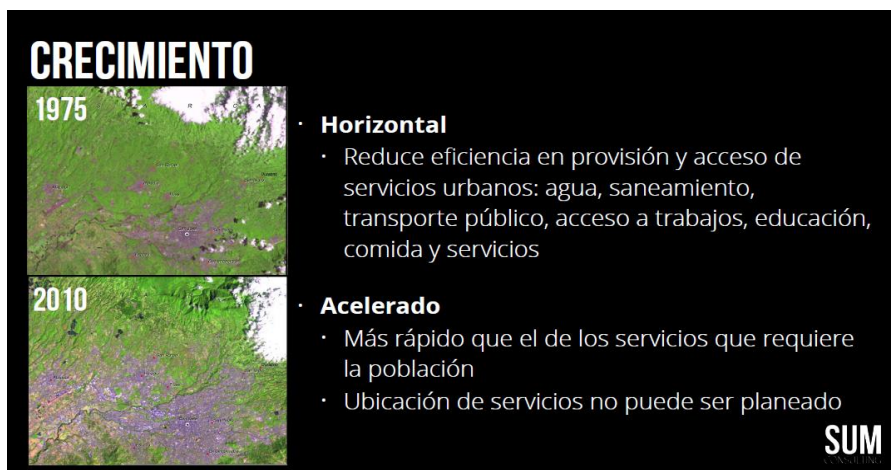 CRECIMIENTO
1975
· Horizontal
· Reduce eficiencia en provisión y acceso de
servicios urbanos: agua, saneamiento,
transporte público, acceso a trabajos, educación,
comida y servicios
2010
· Acelerado
· Más rápido que el de los servicios que requiere
la población
· Ubicación de servicios no puede ser planeado
SUM
CONSULTING